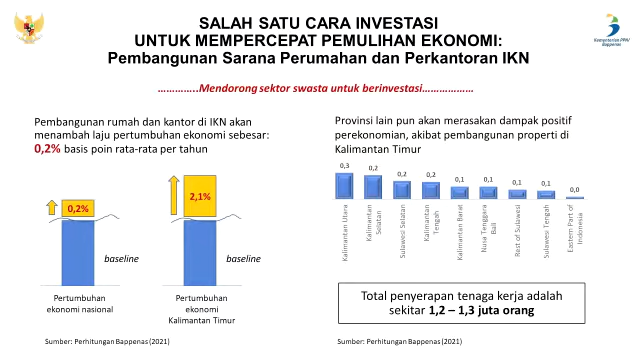 SALAH SATU CARA INVESTASI
UNTUK MEMPERCEPAT PEMULIHAN EKONOMI:
Pembangunan Sarana Perumahan dan Perkantoran IKN
Kementerian PPN/
Bappenas
…………..Mendorong sektor swasta untuk berinvestasi………………
Pembangunan rumah dan kantor di IKN akan
menambah laju pertumbuhan ekonomi sebesar:
0,2% basis poin rata-rata per tahun
0,2%
2,1%
baseline
baseline
Pertumbuhan
ekonomi nasional
Pertumbuhan
ekonomi
Kalimantan Timur
Sumber: Perhitungan Bappenas (2021)
Provinsi lain pun akan merasakan dampak positif
perekonomian, akibat pembangunan properti di
Kalimantan Timur
0,3
0,2
0,2
0,2
0,1
0,1
0,1
0,1
0,0
Kalimantan Utara
Kalimantan
Selatan
Sulawesi Selatan
Kalimantan
Tengah
Kalimantan Barat
Nusa Tenggara
Bali
Rest of Sulawesi
Sulawesi Tengah
Eastern Part of
Indonesia
Total penyerapan tenaga kerja adalah
sekitar 1,2 – 1,3 juta orang
Sumber: Perhitungan Bappenas (2021)